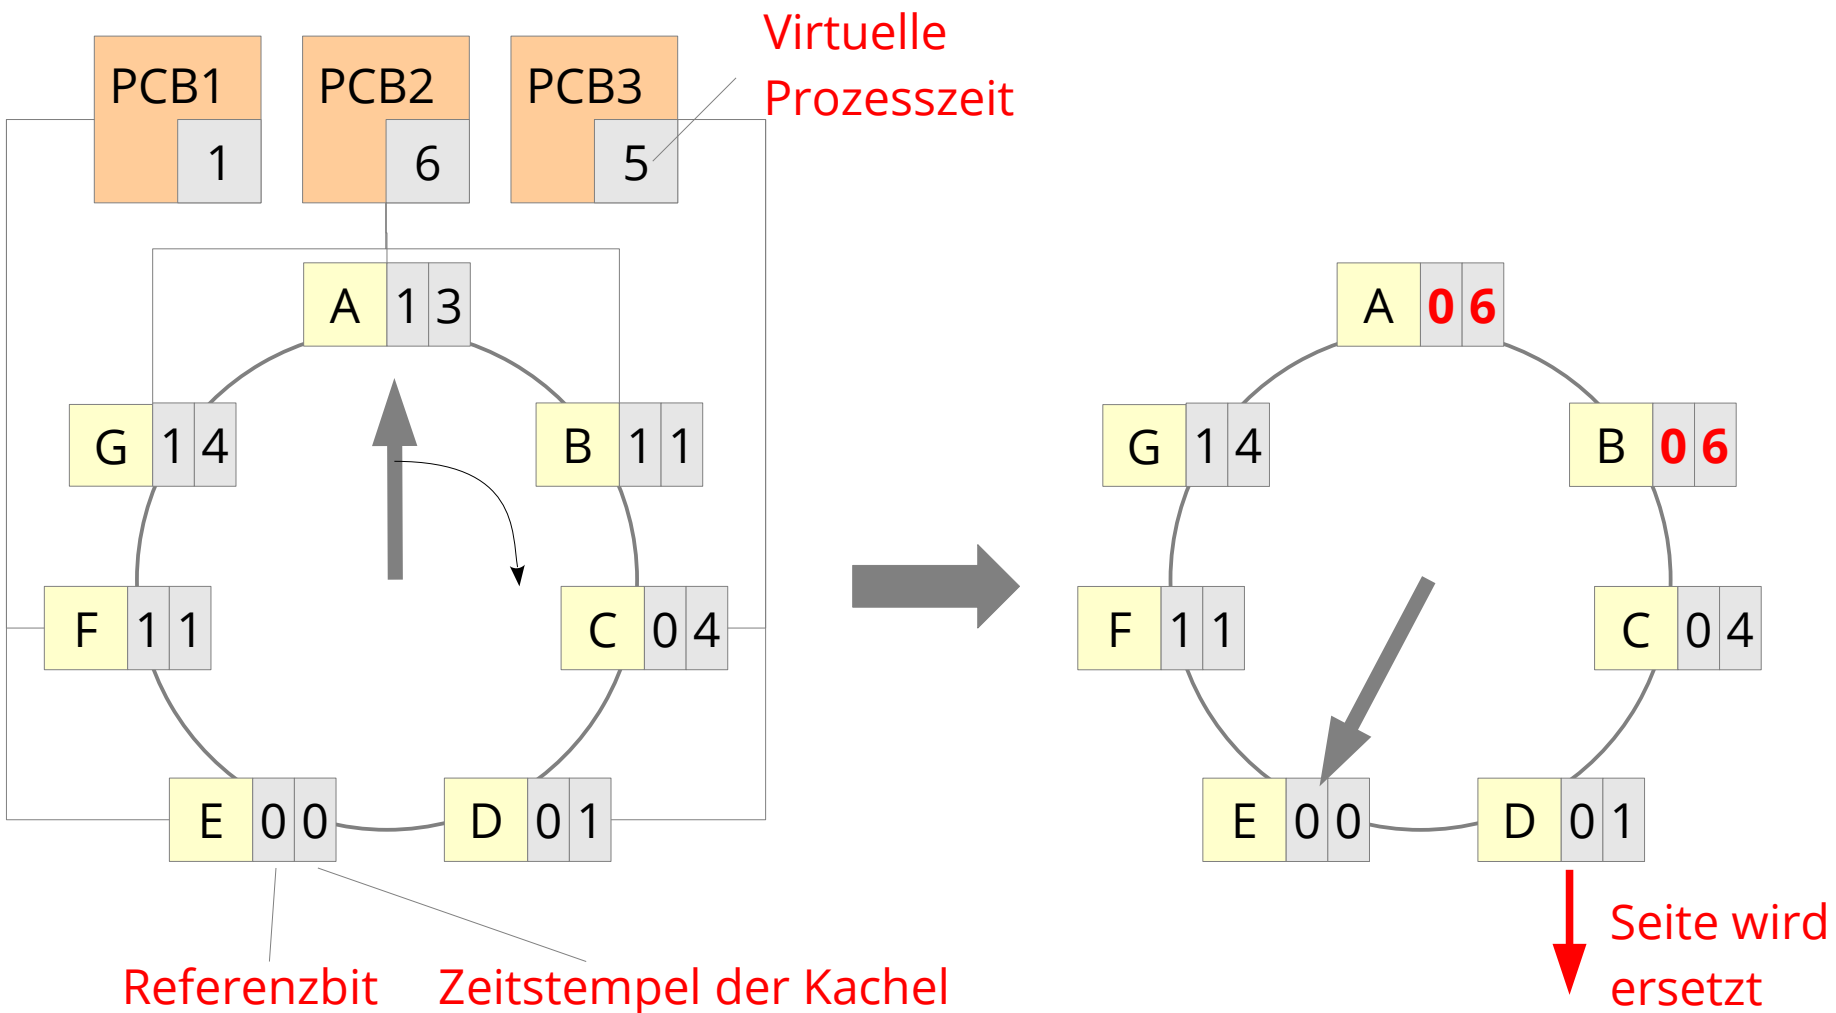 Virtuelle
Prozesszeit
PCB1 PCB2 PCB3
1 6 5
A 1 3
G 1 4
B 1 1
F 1 1
C 0 4
E 0 0
D 0 1
Referenzbit
Zeitstempel der Kachel
A 0 6
G 1 4
B 0 6
F 1 1
C 0 4
E 0 0
D 0 1
Seite wird
ersetzt